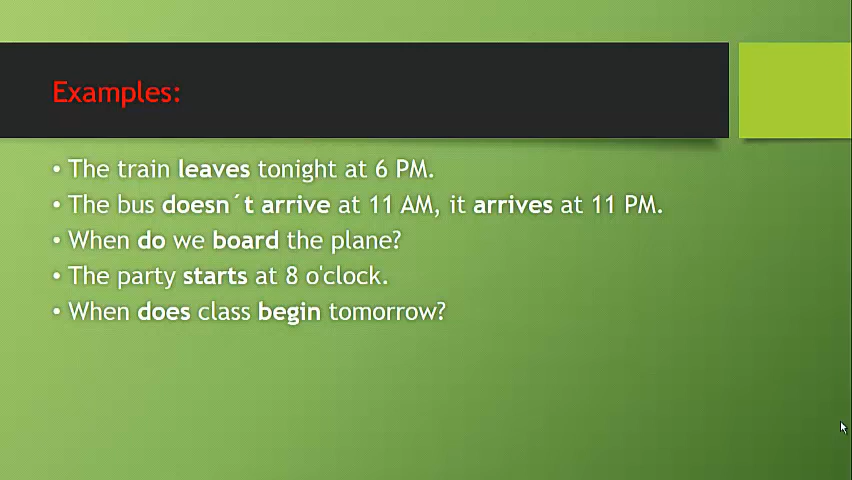 Examples:
• The train leaves tonight at 6 PM.
• The bus doesn´t arrive at 11 AM, it arrives at 11 PM.
• When do we board the plane?
• The party starts at 8 o'clock.
• When does class begin tomorrow?